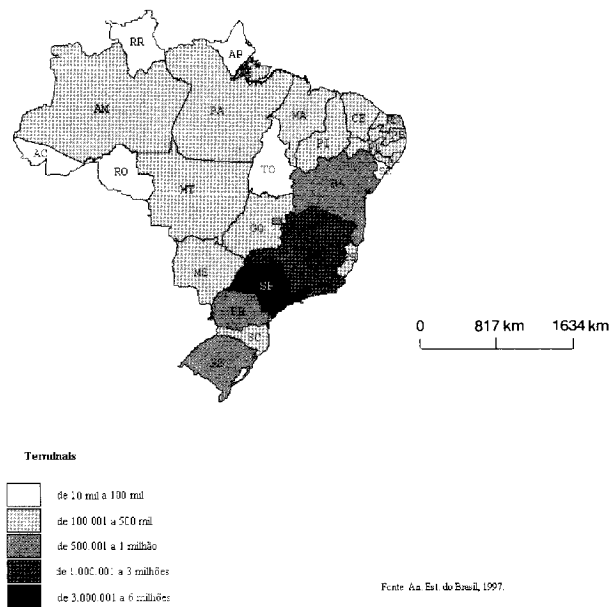 RR
AP
AM
PA
MA
CE
PI
AC
RO
TO
BA
MT
GO
MS
SP
PR
SC
RS
0 817 km 1634 km
Terminais
de 10 mil a 100 mil
de 100.001 a 500 mil
de 500.001 a 1 milhão
de 1.000.001 a 3 milhões
de 3.000.001 a 6 milhões
Fonte: An. Est. do Brasil, 1997.